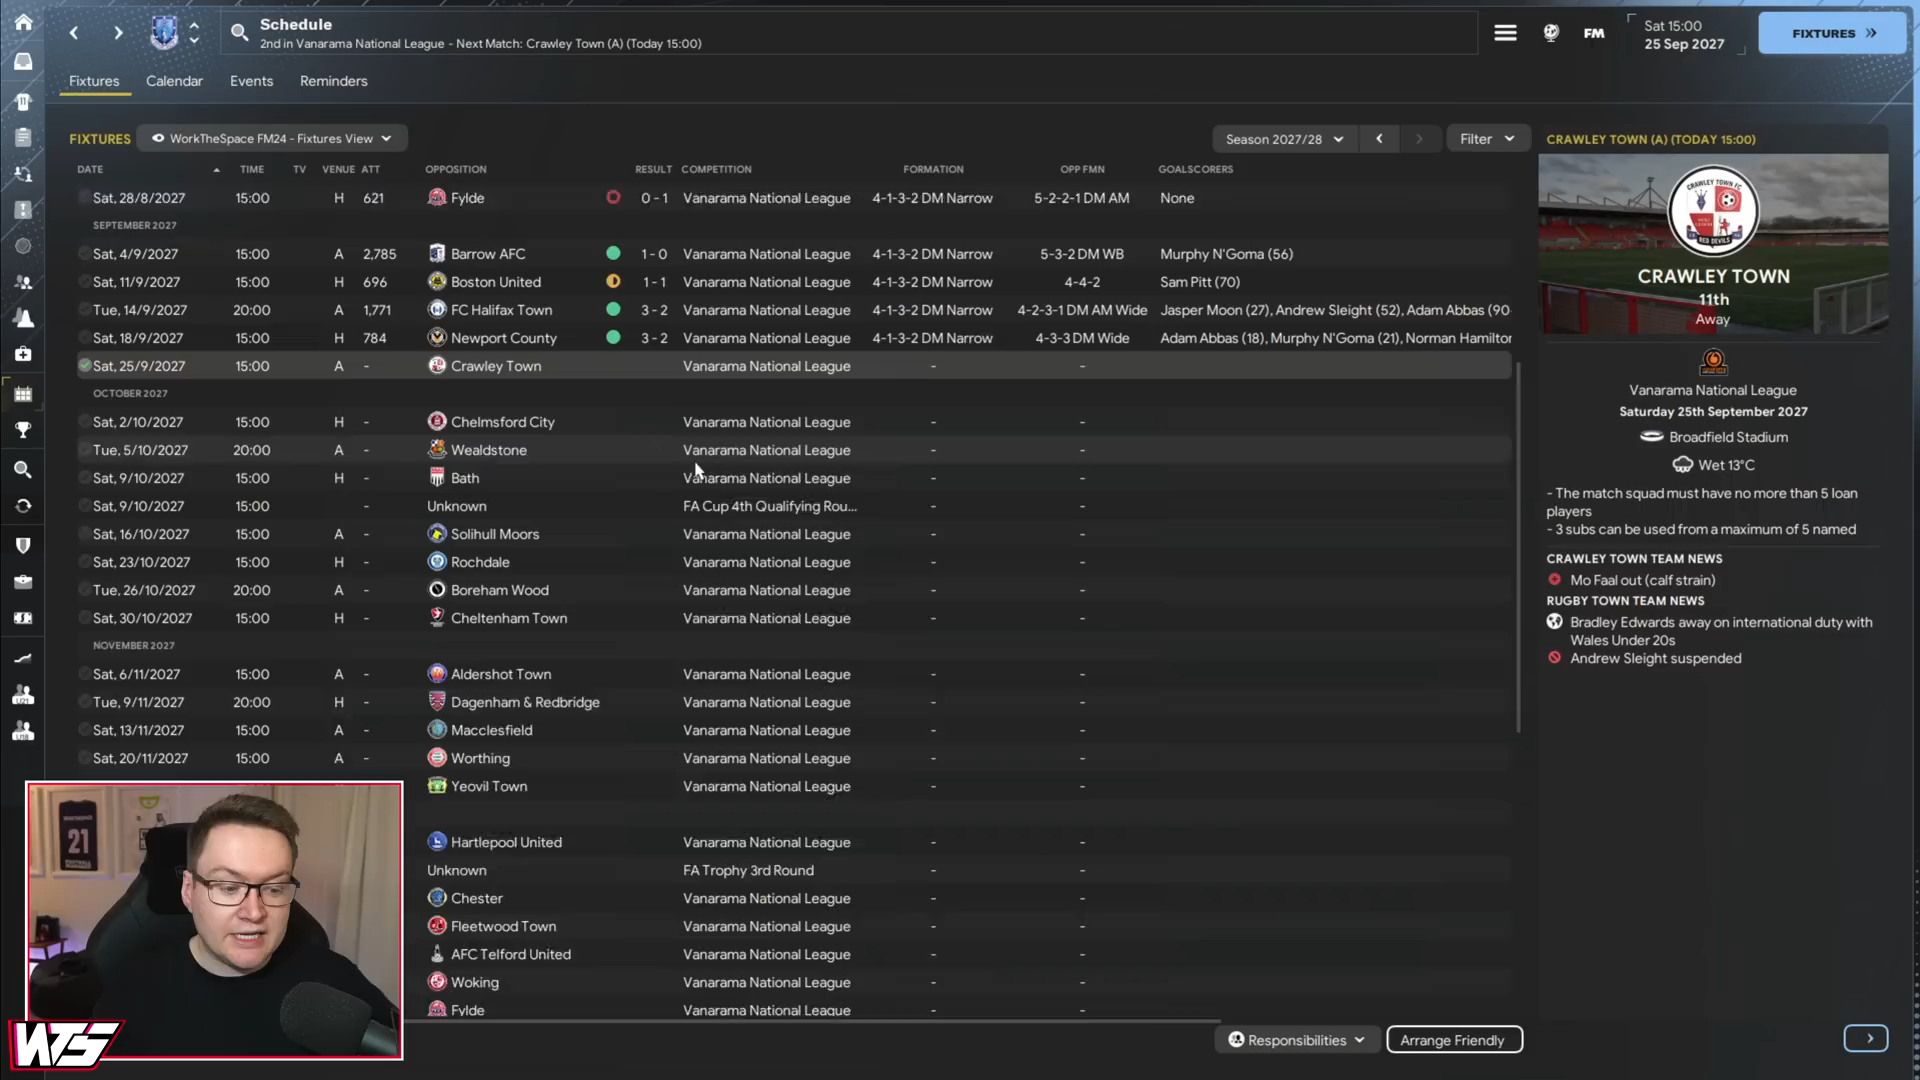 Schedule
2nd in Vanarama National League - Next Match: Crawley Town (A) (Today 15:00)
FM
Sat 15:00
25 Sep 2027
FIXTURES
Fixtures Calendar Events Reminders
FIXTURES WorkTheSpace FM24 - Fixtures View Season 2027/28 Filter
DATE TIME TV VENUE ATT OPPOSITION RESULT COMPETITION FORMATION OPP FMN GOALSCORERS
Sat, 28/8/2027 15:00 H 621 Fylde 0 - 1 Vanarama National League 4-1-3-2 DM Narrow 5-2-2-1 DM AM None
SEPTEMBER 2027
Sat, 4/9/2027 15:00 A 2,785 Barrow AFC 1 - 0 Vanarama National League 4-1-3-2 DM Narrow 5-3-2 DM WB Murphy N'Goma (56)
Sat, 11/9/2027 15:00 H 696 Boston United 1 - 1 Vanarama National League 4-1-3-2 DM Narrow 4-4-2 Sam Pitt (70)
Tue, 14/9/2027 20:00 A 1,771 FC Halifax Town 3 - 2 Vanarama National League 4-1-3-2 DM Narrow 4-2-3-1 DM AM Wide Jasper Moon (27), Andrew Sleight (52), Adam Abbas (90
Sat, 18/9/2027 15:00 H 784 Newport County 3 - 2 Vanarama National League 4-1-3-2 DM Narrow 4-3-3 DM Wide Adam Abbas (18), Murphy N'Goma (21), Norman Hamilton
Sat, 25/9/2027 15:00 A - Crawley Town Vanarama National League - -
OCTOBER 2027
Sat, 2/10/2027 15:00 H - Chelmsford City Vanarama National League - -
Tue, 5/10/2027 20:00 A - Wealdstone Vanarama National League - -
Sat, 9/10/2027 15:00 H - Bath Vanarama National League - -
Sat, 9/10/2027 15:00 - Unknown FA Cup 4th Qualifying Rou... - -
Sat, 16/10/2027 15:00 A - Solihull Moors Vanarama National League - -
Sat, 23/10/2027 15:00 H - Rochdale Vanarama National League - -
Tue, 26/10/2027 20:00 A - Boreham Wood Vanarama National League - -
Sat, 30/10/2027 15:00 H - Cheltenham Town Vanarama National League - -
NOVEMBER 2027
Sat, 6/11/2027 15:00 A - Aldershot Town Vanarama National League - -
Tue, 9/11/2027 20:00 H - Dagenham & Redbridge Vanarama National League - -
Sat, 13/11/2027 15:00 A - Macclesfield Vanarama National League - -
Sat, 20/11/2027 15:00 A - Worthing Vanarama National League - -
Yeovil Town Vanarama National League - -
Hartlepool United Vanarama National League - -
Unknown FA Trophy 3rd Round - -
Chester Vanarama National League - -
Fleetwood Town Vanarama National League - -
AFC Telford United Vanarama National League - -
Woking Vanarama National League - -
Fylde Vanarama National League - -
Responsibilities Arrange Friendly
CRAWLEY TOWN (A) (TODAY 15:00)
CRAWLEY TOWN FC
RED DEVILS
CRAWLEY TOWN
11th
Away
Vanarama National League
Saturday 25th September 2027
Broadfield Stadium
Wet 13°C
- The match squad must have no more than 5 loan
players
- 3 subs can be used from a maximum of 5 named
CRAWLEY TOWN TEAM NEWS
Mo Faal out (calf strain)
RUGBY TOWN TEAM NEWS
Bradley Edwards away on international duty with
Wales Under 20s
Andrew Sleight suspended
U21
U18
21
WTS